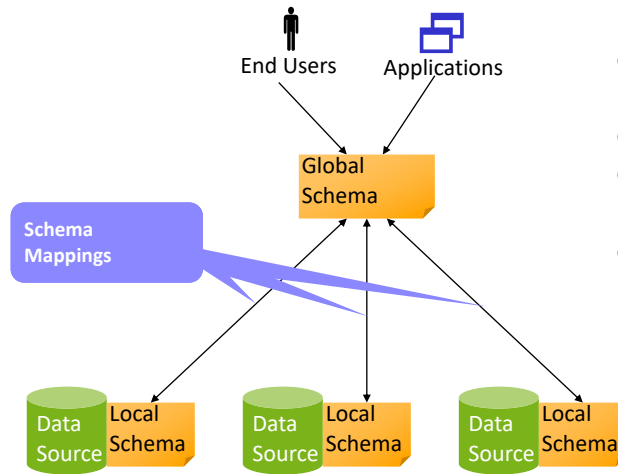 End Users
Applications
Global
Schema
Schema
Mappings
Data
Source
Local
Schema
Data
Source
Local
Schema
Data
Source
Local
Schema